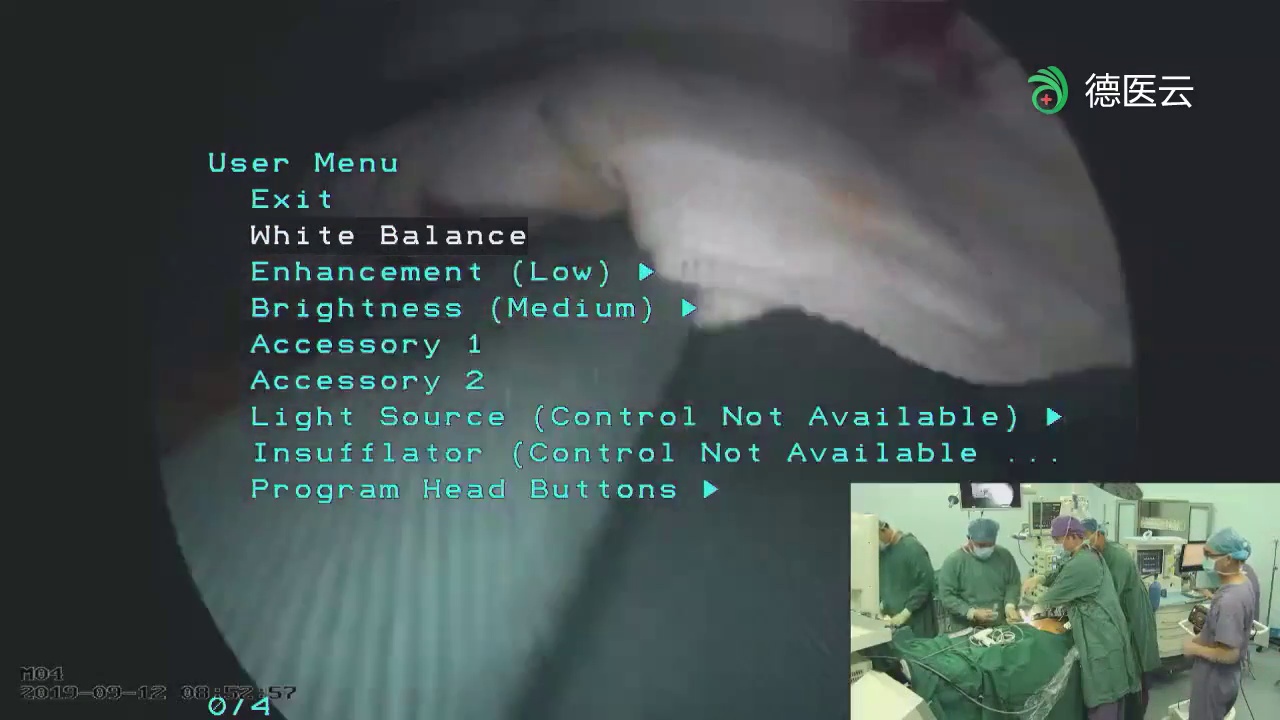 德医云
User Menu
Exit
White Balance
Enhancement (Low) ▶
Brightness (Medium) ▶
Accessory 1
Accessory 2
Light Source (Control Not Available) ▶
Insufflator (Control Not Available ...
Program Head Buttons ▶
M04
2019-09-12 08:52:57
0/4